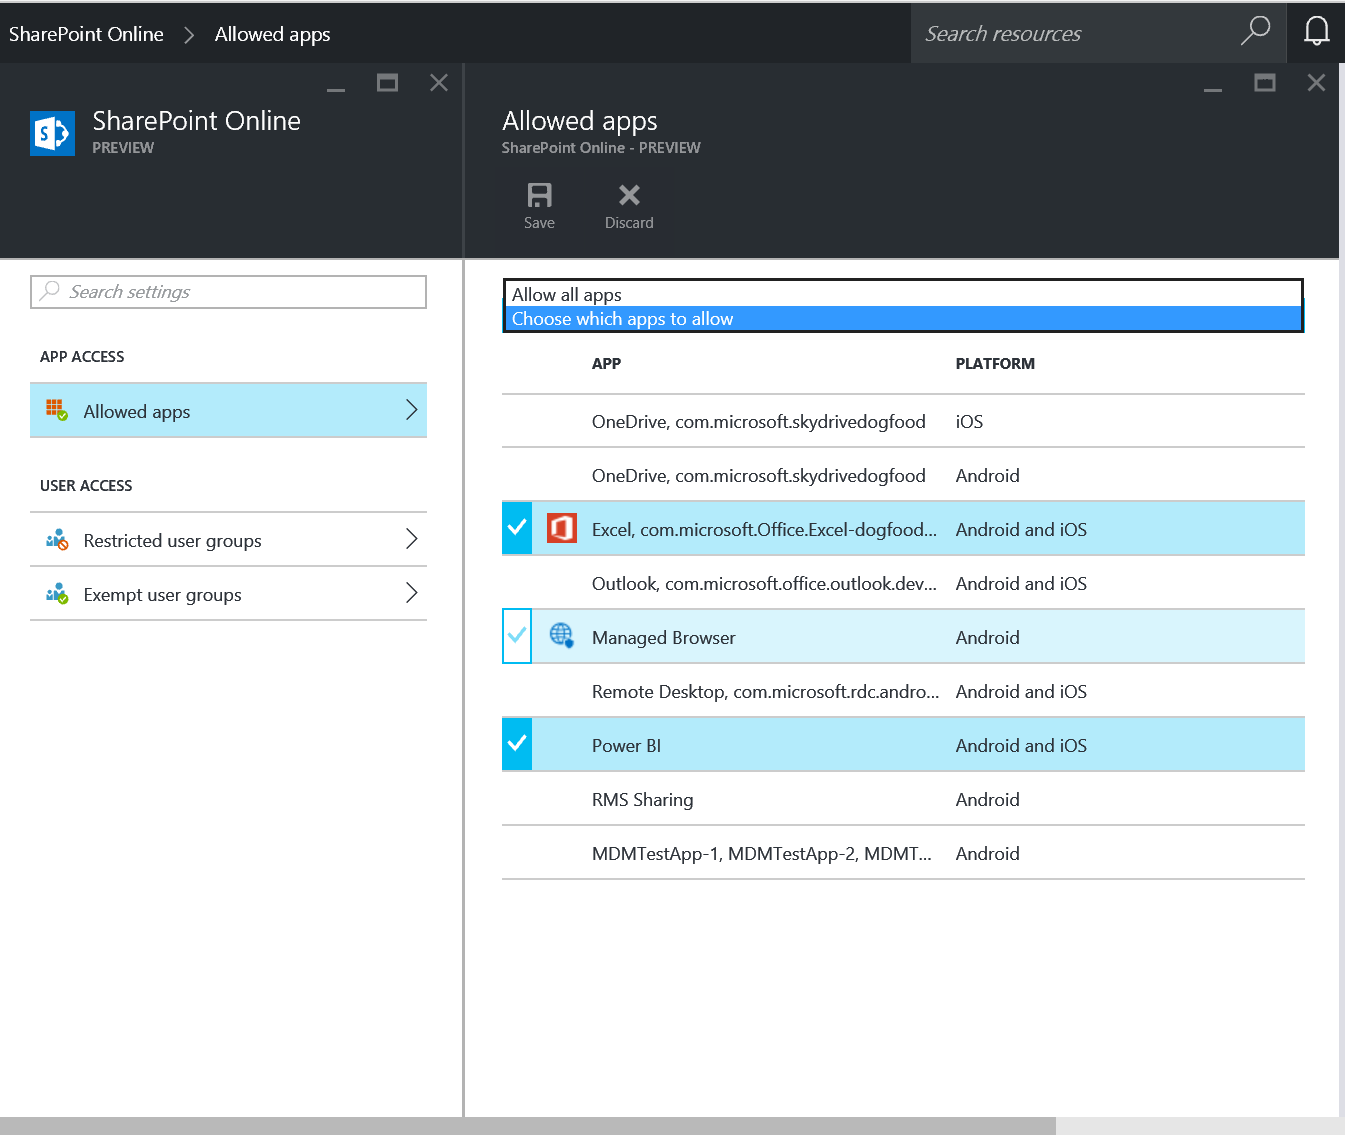 SharePoint Online > Allowed apps
Search resources
SharePoint Online
PREVIEW
Allowed apps
SharePoint Online - PREVIEW
Save Discard
Search settings
APP ACCESS
Allowed apps
USER ACCESS
Restricted user groups
Exempt user groups
Allow all apps
Choose which apps to allow
APP PLATFORM
OneDrive, com.microsoft.skydrivedogfood iOS
OneDrive, com.microsoft.skydrivedogfood Android
Excel, com.microsoft.Office.Excel-dogfood... Android and iOS
Outlook, com.microsoft.office.outlook.dev... Android and iOS
Managed Browser Android
Remote Desktop, com.microsoft.rdc.andro... Android and iOS
Power BI Android and iOS
RMS Sharing Android
MDMTestApp-1, MDMTestApp-2, MDMT... Android